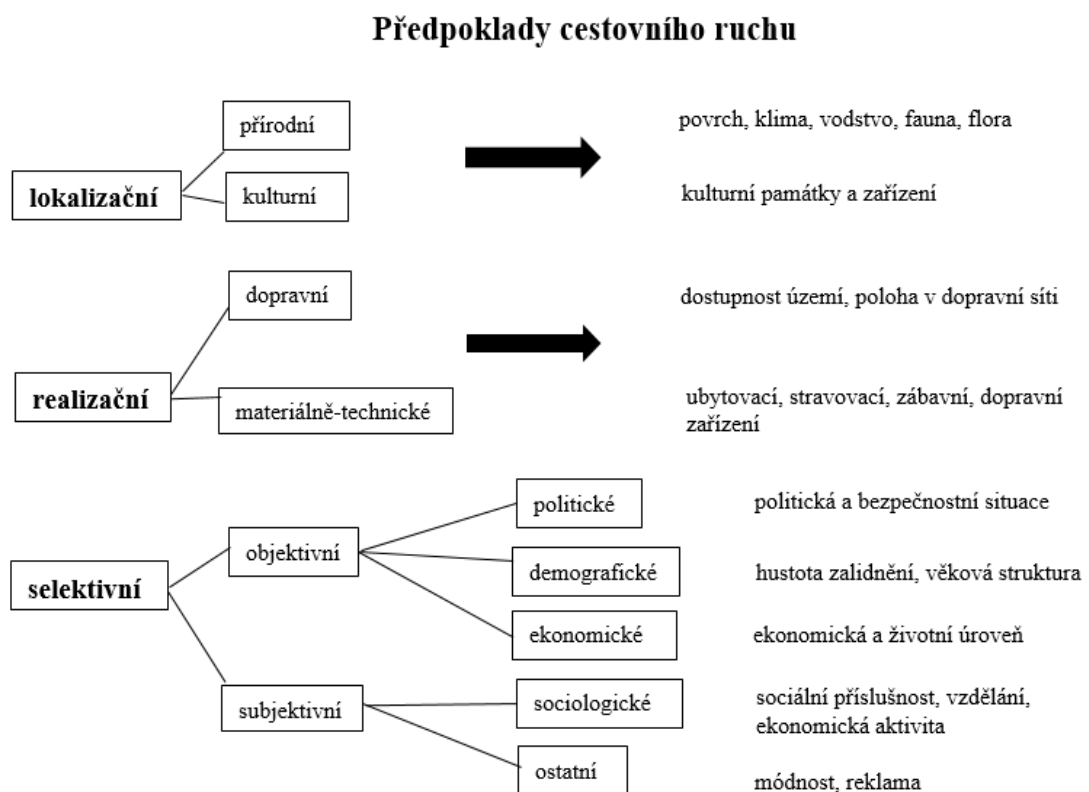 Předpoklady cestovního ruchu
přírodní
povrch, klima, vodstvo, fauna, flora
lokalizační
kulturní
kulturní památky a zařízení
dopravní
dostupnost území, poloha v dopravní síti
realizační
materiálně-technické
ubytovací, stravovací, zábavní, dopravní
zařízení
politické
politická a bezpečnostní situace
objektivní
demografické
hustota zalidnění, věková struktura
selektivní
ekonomické
ekonomická a životní úroveň
subjektivní
sociologické
sociální příslušnost, vzdělání,
ekonomická aktivita
ostatní
módnost, reklama